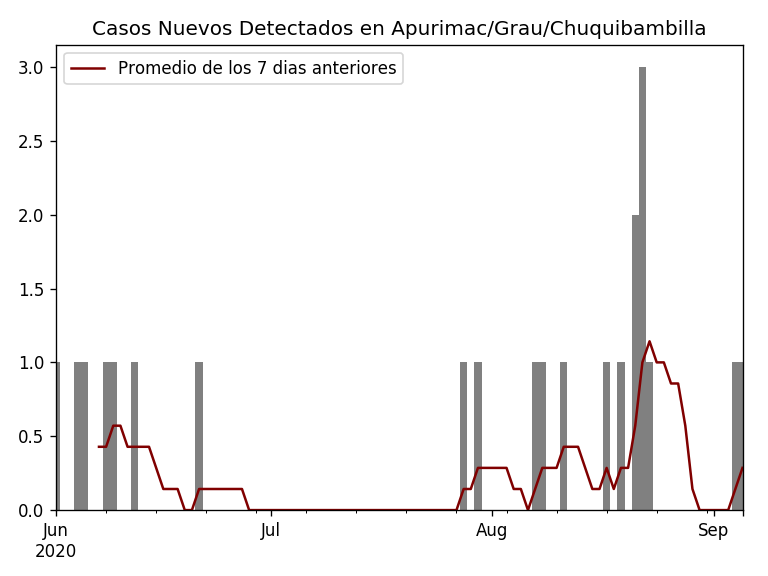 Casos Nuevos Detectados en Apurimac/Grau/Chuquibambilla
Promedio de los 7 dias anteriores
3.0
2.5
2.0
1.5
1.0
0.5
0.0
Jun Jul Aug Sep
2020